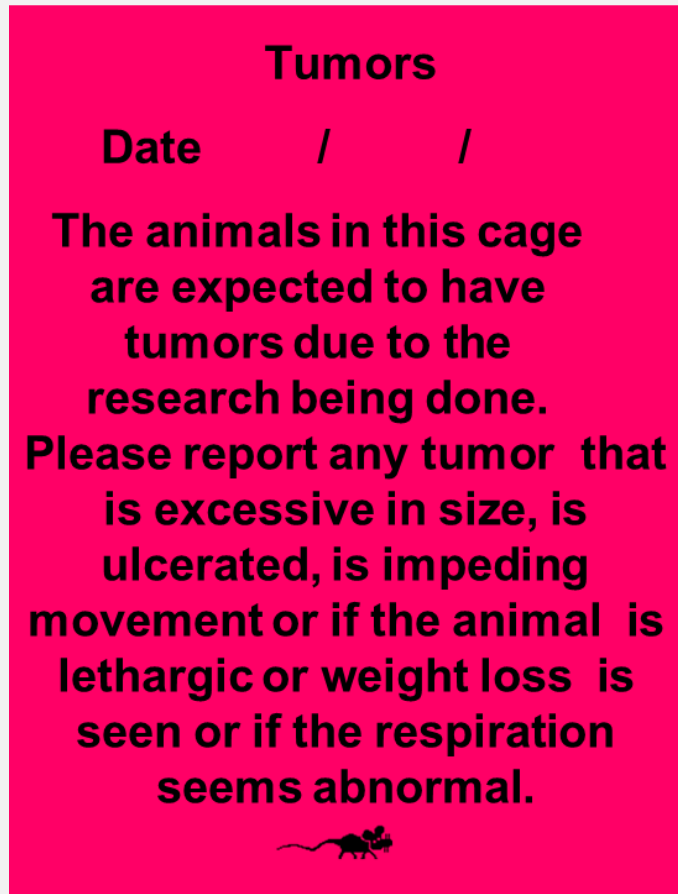 Tumors
Date / /
The animals in this cage
are expected to have
tumors due to the
research being done.
Please report any tumor that
is excessive in size, is
ulcerated, is impeding
movement or if the animal is
lethargic or weight loss is
seen or if the respiration
seems abnormal.